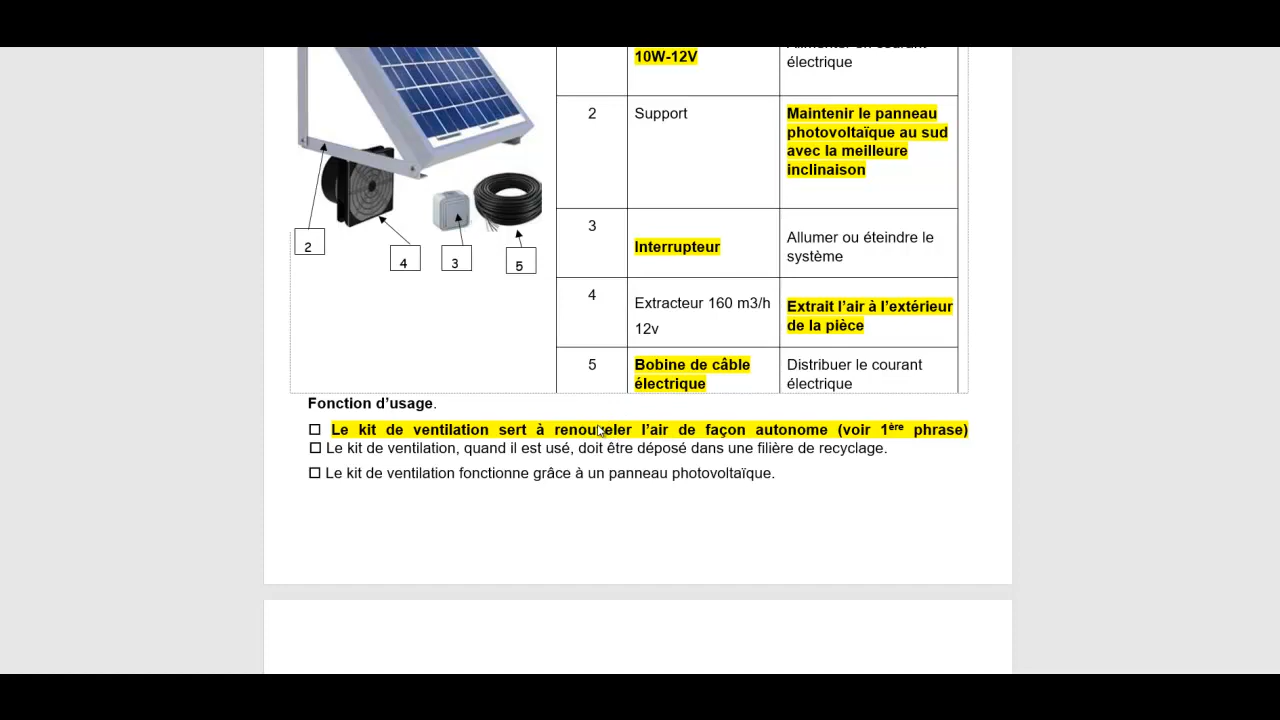 10W-12V
électrique
2
Support
Maintenir le panneau
photovoltaïque au sud
avec la meilleure
inclinaison
3
Interrupteur
Allumer ou éteindre le
système
2
4
3
5
4
Extracteur 160 m3/h
12v
Extrait l’air à l’extérieur
de la pièce
5
Bobine de câble
électrique
Distribuer le courant
électrique
Fonction d’usage.
☐ Le kit de ventilation sert à renouveler l’air de façon autonome (voir 1ère phrase)
☐ Le kit de ventilation, quand il est usé, doit être déposé dans une filière de recyclage.
☐ Le kit de ventilation fonctionne grâce à un panneau photovoltaïque.